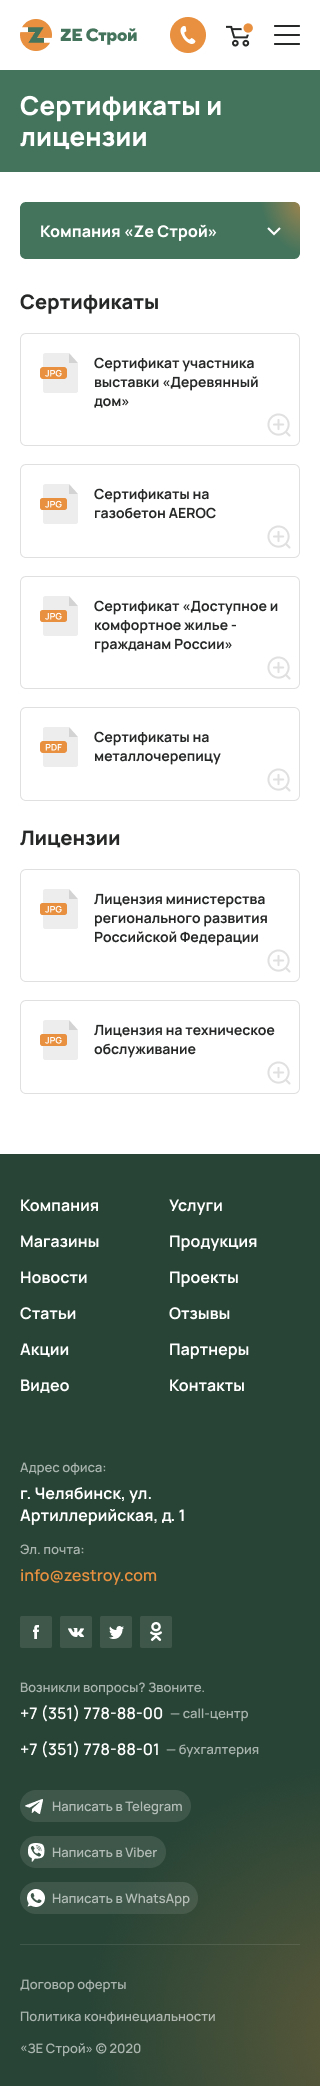 ZE Строй
Сертификаты и
лицензии
Компания «Ze Строй»
Сертификаты
JPG
Сертификат участника
выставки «Деревянный
дом»
JPG
Сертификаты на
газобетон AEROC
JPG
Сертификат «Доступное и
комфортное жилье -
гражданам России»
PDF
Сертификаты на
металлочерепицу
Лицензии
JPG
Лицензия министерства
регионального развития
Российской Федерации
JPG
Лицензия на техническое
обслуживание
Компания Услуги
Магазины Продукция
Новости Проекты
Статьи Отзывы
Акции Партнеры
Видео Контакты
Адрес офиса:
г. Челябинск, ул.
Артиллерийская, д. 1
Эл. почта:
info@zestroy.com
Возникли вопросы? Звоните.
+7 (351) 778-88-00 — call-центр
+7 (351) 778-88-01 — бухгалтерия
Написать в Telegram
Написать в Viber
Написать в WhatsApp
Договор оферты
Политика конфинециальности
«ЗЕ Строй» © 2020